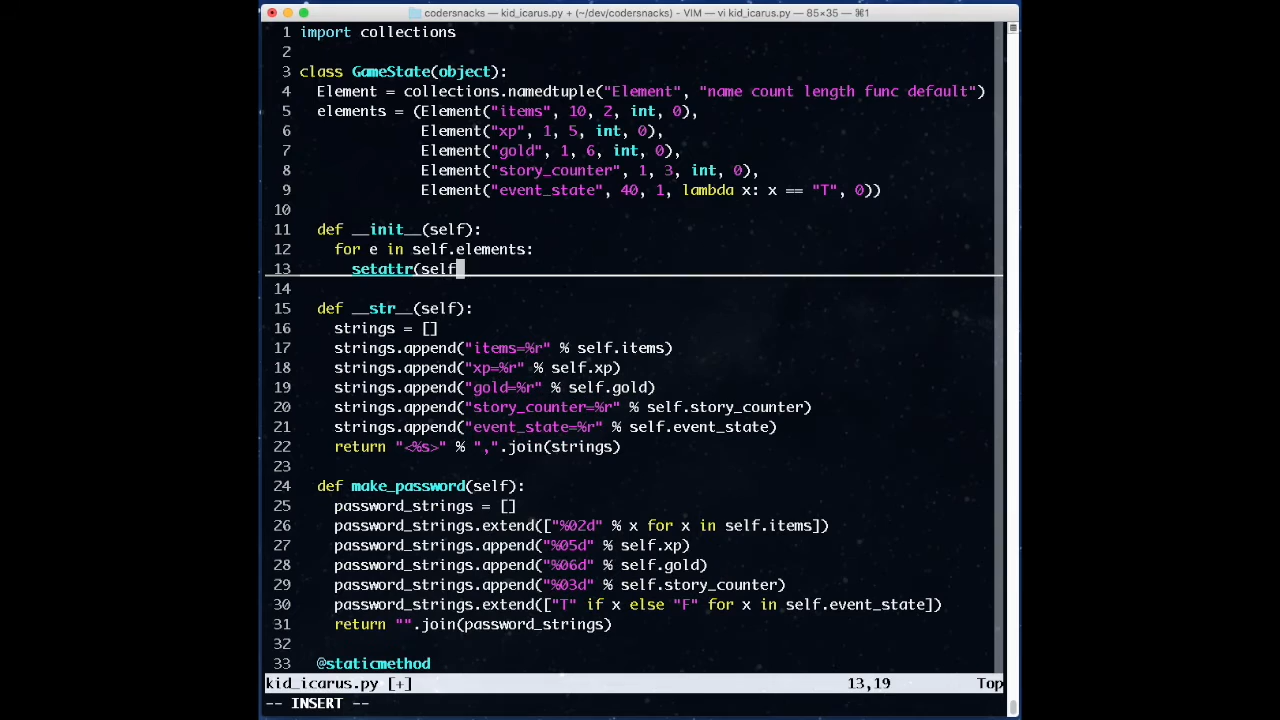 codersnacks — kid_icarus.py + (~/dev/codersnacks) - VIM — vi kid_icarus.py — 85×35 — ⌘1
1 import collections
2
3 class GameState(object):
4   Element = collections.namedtuple("Element", "name count length func default")
5   elements = (Element("items", 10, 2, int, 0),
6               Element("xp", 1, 5, int, 0),
7               Element("gold", 1, 6, int, 0),
8               Element("story_counter", 1, 3, int, 0),
9               Element("event_state", 40, 1, lambda x: x == "T", 0))
10
11   def __init__(self):
12     for e in self.elements:
13       setattr(self
14
15   def __str__(self):
16     strings = []
17     strings.append("items=%r" % self.items)
18     strings.append("xp=%r" % self.xp)
19     strings.append("gold=%r" % self.gold)
20     strings.append("story_counter=%r" % self.story_counter)
21     strings.append("event_state=%r" % self.event_state)
22     return "<%s>" % ",".join(strings)
23
24   def make_password(self):
25     password_strings = []
26     password_strings.extend(["%02d" % x for x in self.items])
27     password_strings.append("%05d" % self.xp)
28     password_strings.append("%06d" % self.gold)
29     password_strings.append("%03d" % self.story_counter)
30     password_strings.extend(["T" if x else "F" for x in self.event_state])
31     return "".join(password_strings)
32
33   @staticmethod
kid_icarus.py [+] 13,19 Top
-- INSERT --